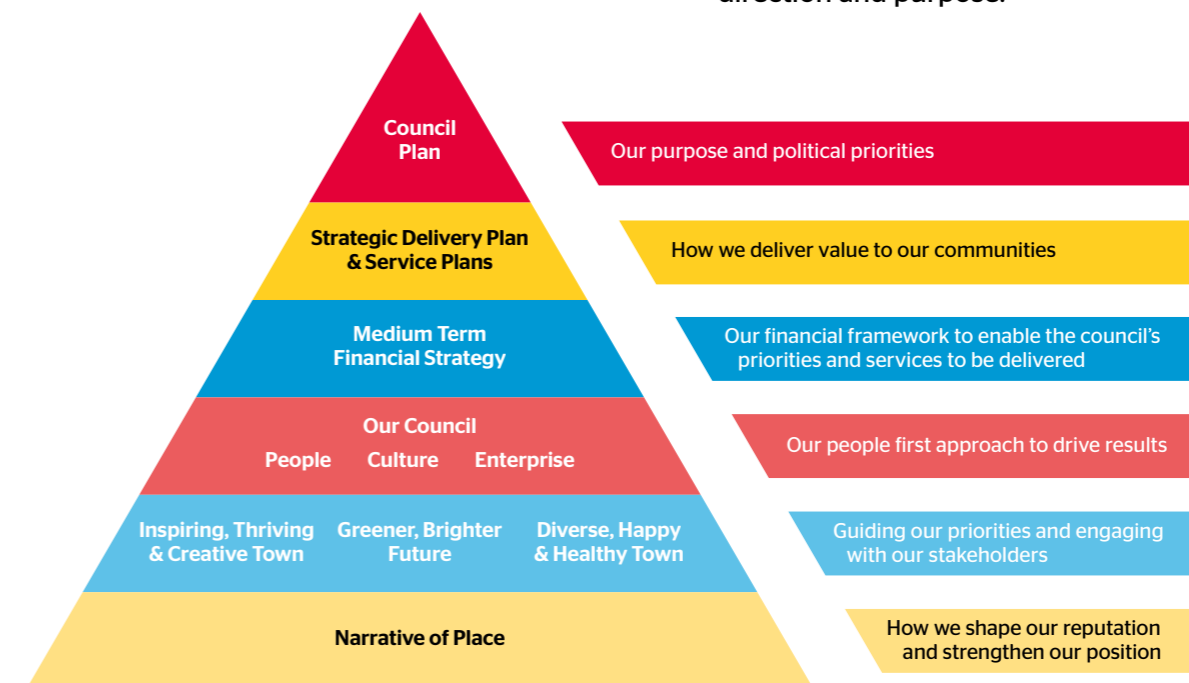 direction and purpose.
Council
Plan
Our purpose and political priorities
Strategic Delivery Plan
& Service Plans
How we deliver value to our communities
Medium Term
Financial Strategy
Our financial framework to enable the council’s
priorities and services to be delivered
Our Council
People Culture Enterprise
Our people first approach to drive results
Inspiring, Thriving
& Creative Town
Greener, Brighter
Future
Diverse, Happy
& Healthy Town
Guiding our priorities and engaging
with our stakeholders
Narrative of Place
How we shape our reputation
and strengthen our position